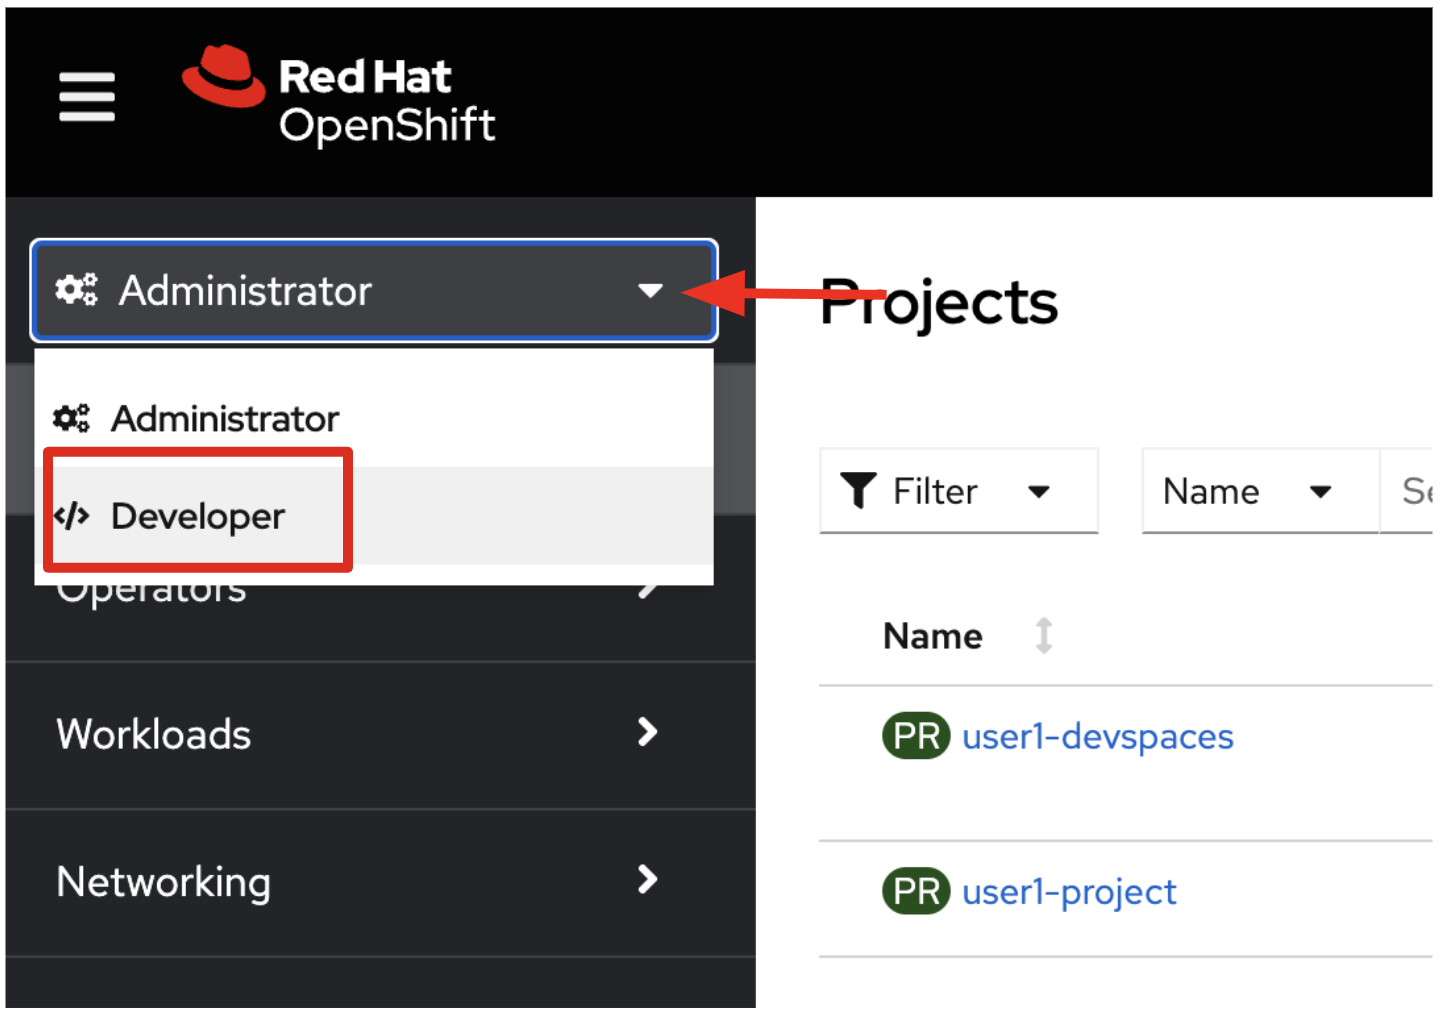 Red Hat
OpenShift
Administrator
Administrator
Developer
Operators
Workloads
Networking
Projects
Filter
Name
Se
Name
PR user1-devspaces
PR user1-project